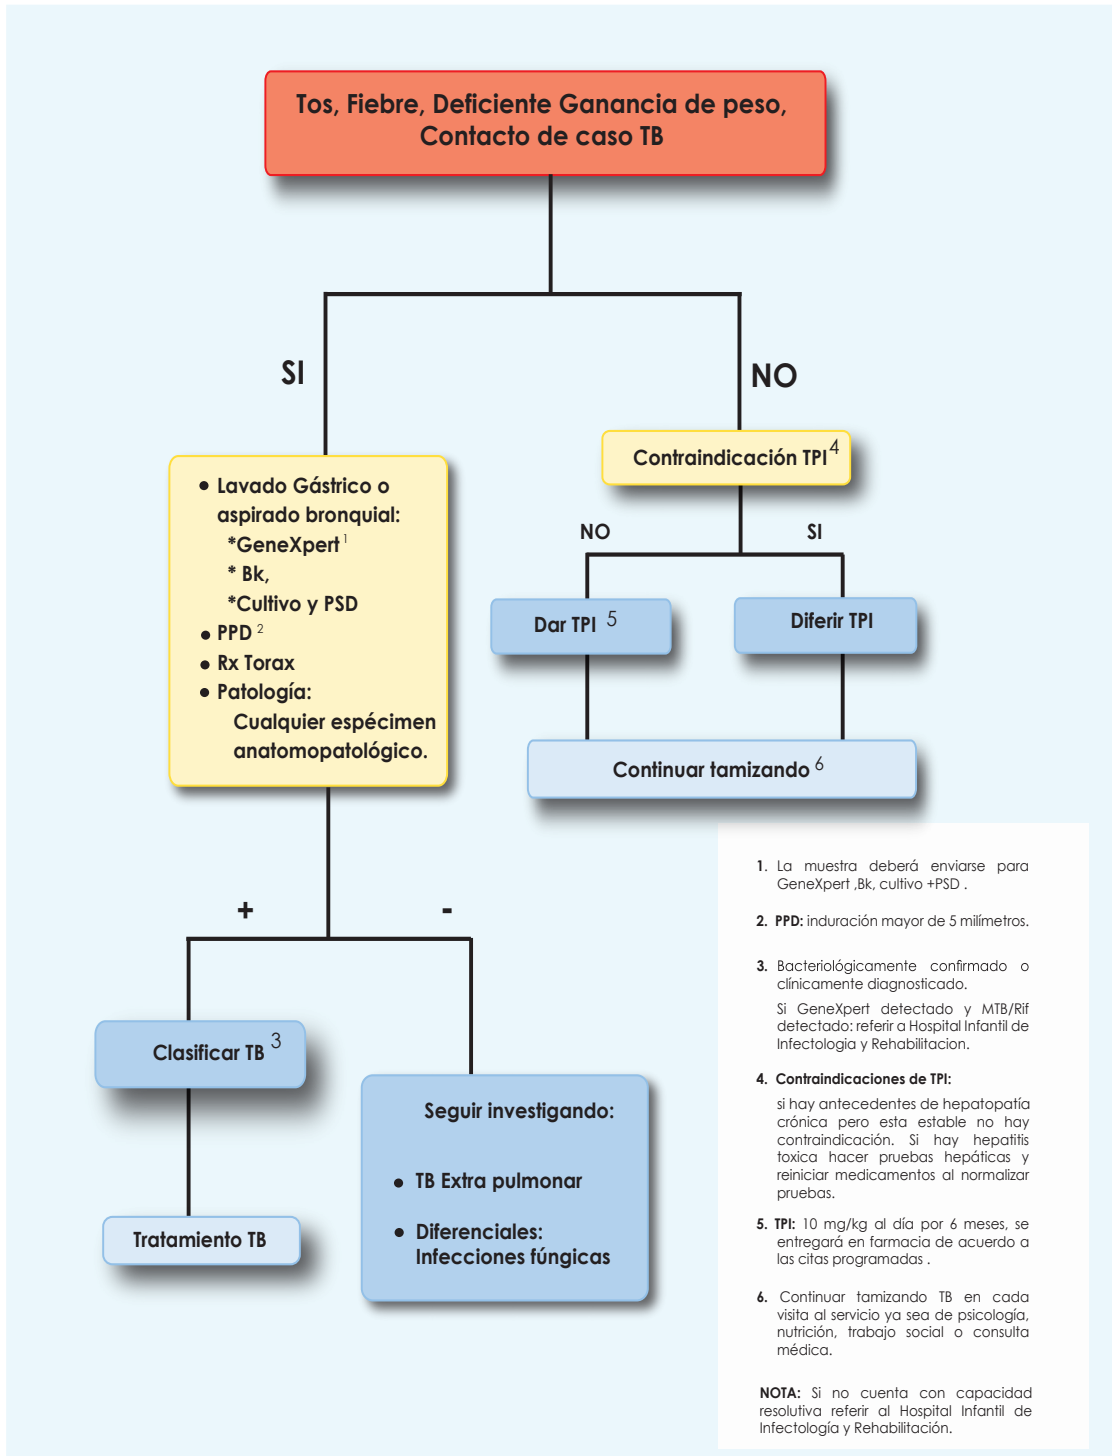 Tos, Fiebre, Deficiente Ganancia de peso,
Contacto de caso TB
SI
NO
• Lavado Gástrico o
aspirado bronquial:
*GeneXpert 1
* Bk,
*Cultivo y PSD
• PPD 2
• Rx Torax
• Patología:
Cualquier espécimen
anatomopatológico.
Contraindicación TPI 4
NO
SI
Dar TPI 5
Diferir TPI
Continuar tamizando 6
+
-
Clasificar TB 3
Tratamiento TB
Seguir investigando:
• TB Extra pulmonar
• Diferenciales:
Infecciones fúngicas
1. La muestra deberá enviarse para
GeneXpert ,Bk, cultivo +PSD .
2. PPD: induración mayor de 5 milímetros.
3. Bacteriológicamente confirmado o
clínicamente diagnosticado.
Si GeneXpert detectado y MTB/Rif
detectado: referir a Hospital Infantil de
Infectologia y Rehabilitacion.
4. Contraindicaciones de TPI:
si hay antecedentes de hepatopatía
crónica pero esta estable no hay
contraindicación. Si hay hepatitis
toxica hacer pruebas hepáticas y
reiniciar medicamentos al normalizar
pruebas.
5. TPI: 10 mg/kg al día por 6 meses, se
entregará en farmacia de acuerdo a
las citas programadas .
6. Continuar tamizando TB en cada
visita al servicio ya sea de psicología,
nutrición, trabajo social o consulta
médica.
NOTA: Si no cuenta con capacidad
resolutiva referir al Hospital Infantil de
Infectología y Rehabilitación.